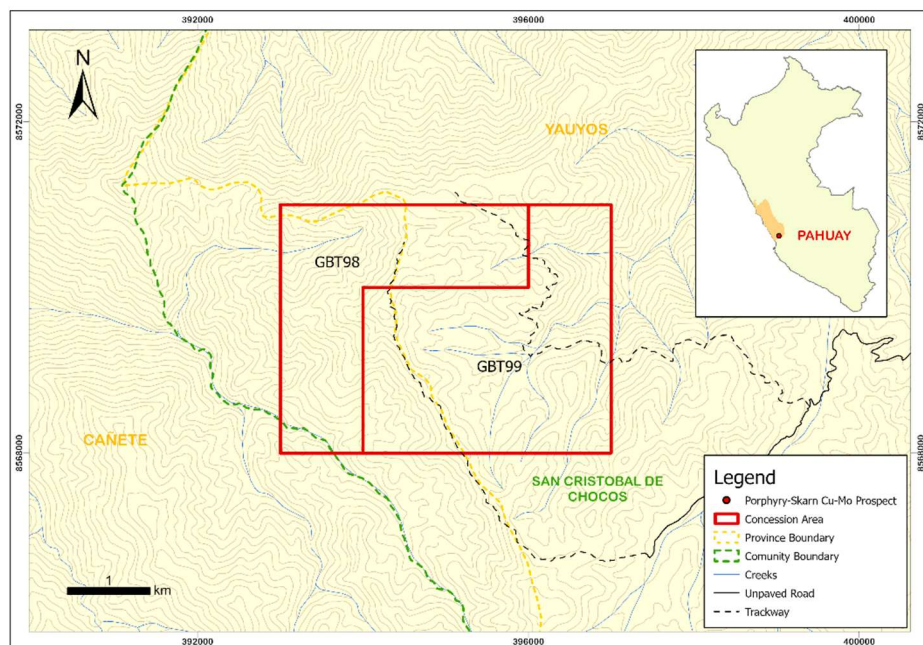 392000
396000
400000
N
8572000
YAUYOS
8572000
PAHUAY
GBT98
GBT99
CAÑETE
8568000
8568000
SAN CRISTOBAL DE
CHOCOS
Legend
Porphyry-Skarn Cu-Mo Prospect
Concession Area
Province Boundary
Comunity Boundary
Creeks
Unpaved Road
Trackway
1
km
392000
396000
400000